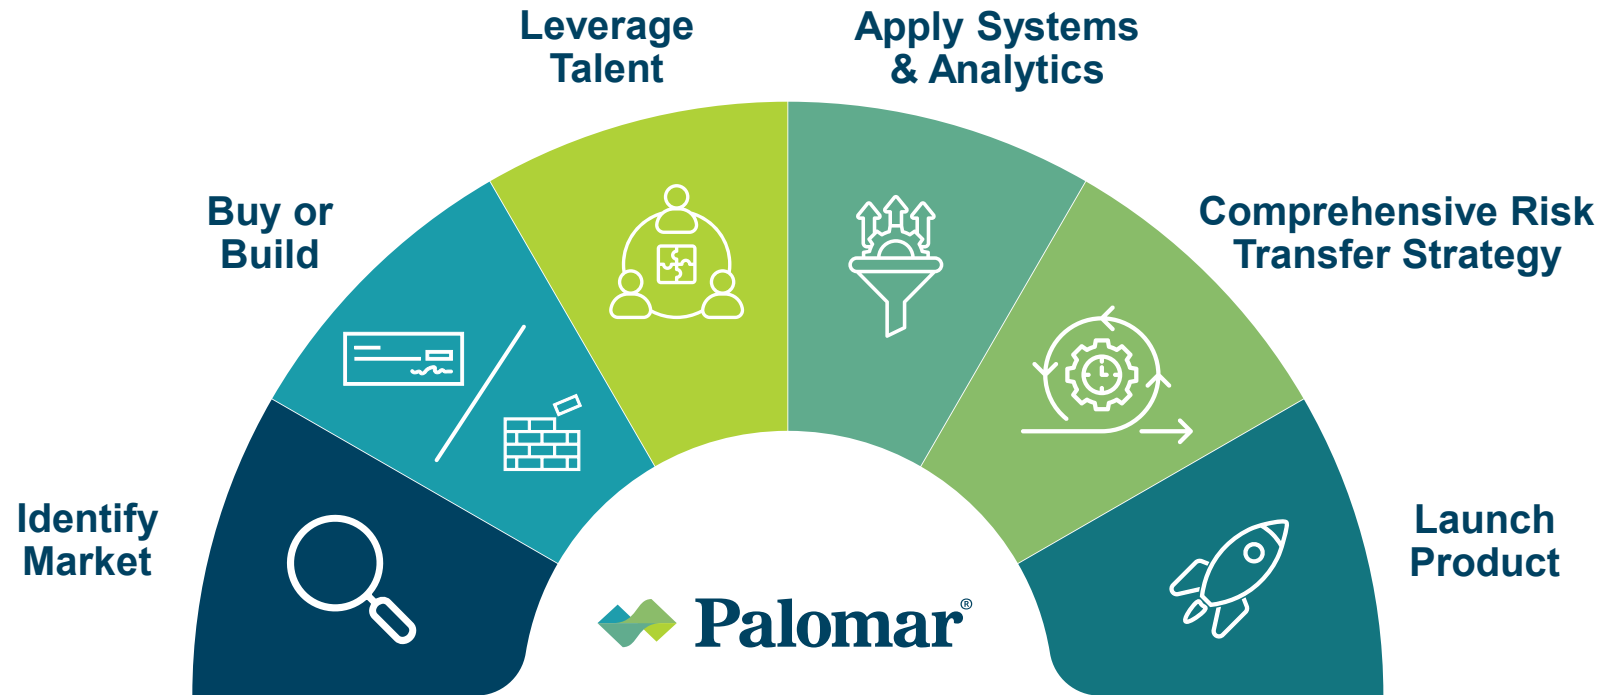 Leverage
Talent
Apply Systems
& Analytics
Buy or
Build
Comprehensive Risk
Transfer Strategy
Identify
Market
Launch
Product
Palomar®